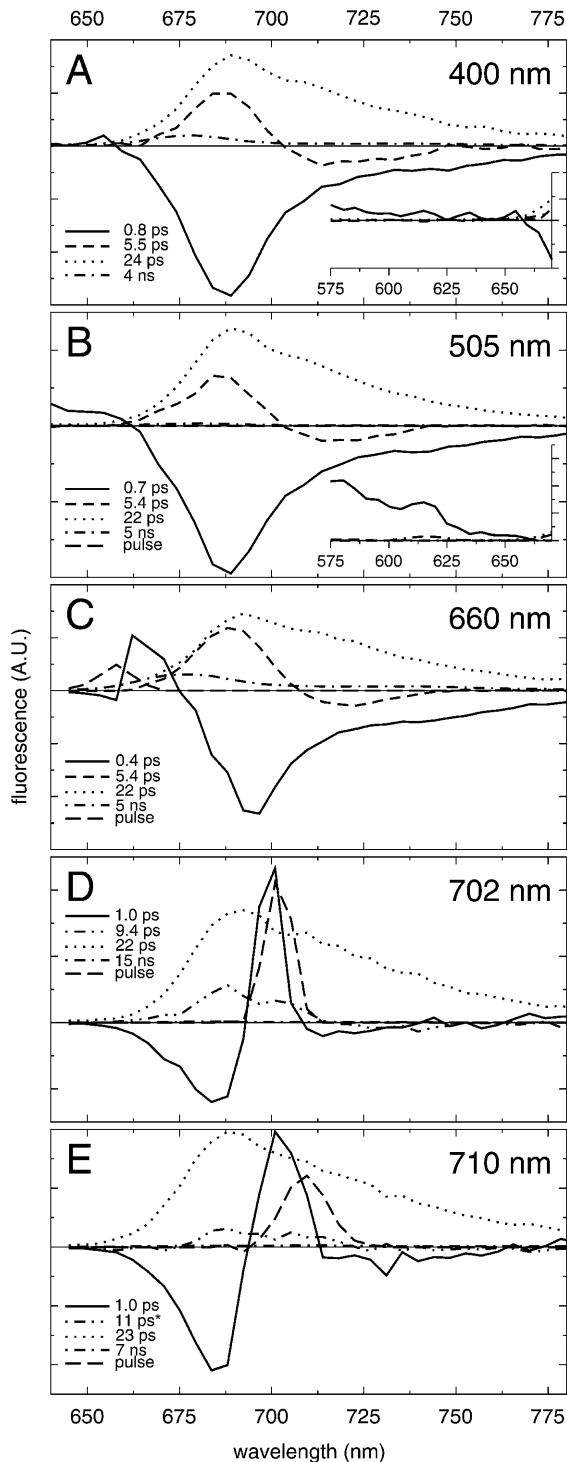 650 675 700 725 750 775
A 400 nm
0.8 ps
5.5 ps
24 ps
4 ns
575 600 625 650
B 505 nm
0.7 ps
5.4 ps
22 ps
5 ns
pulse
575 600 625 650
C 660 nm
0.4 ps
5.4 ps
22 ps
5 ns
pulse
fluorescence (A.U.)
D 702 nm
1.0 ps
9.4 ps
22 ps
15 ns
pulse
E 710 nm
1.0 ps
11 ps*
23 ps
7 ns
pulse
650 675 700 725 750 775
wavelength (nm)